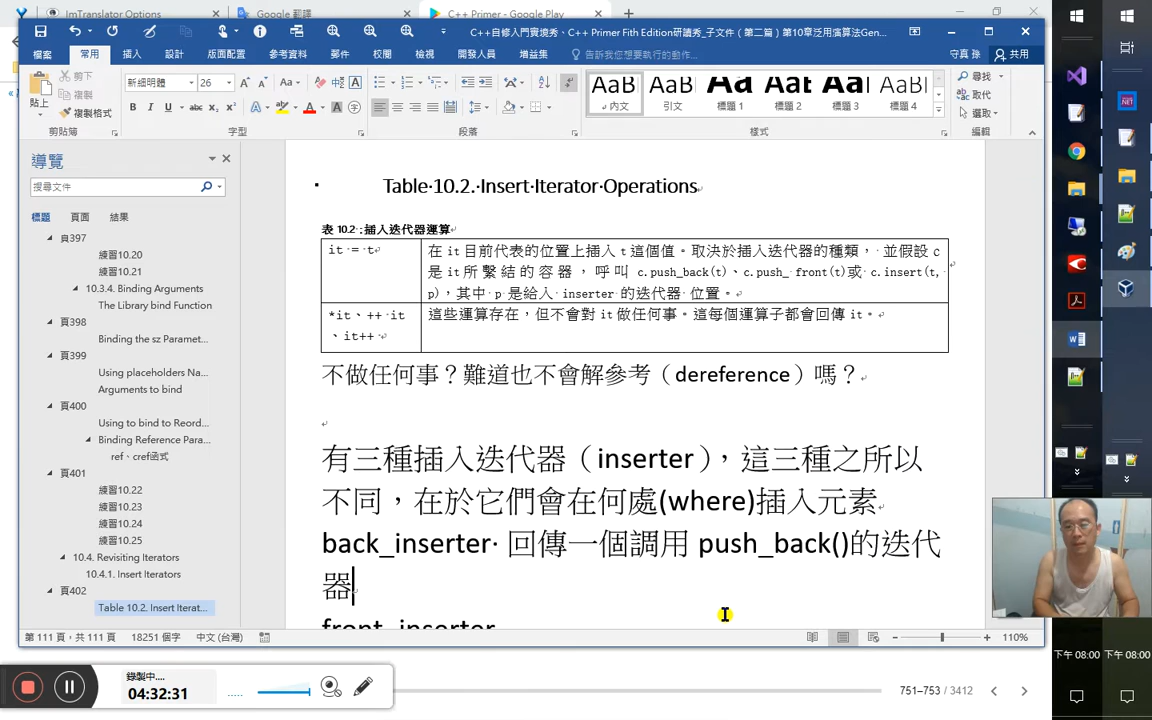 ImTranslator Options
Google 翻譯
C++ Primer - Google Play
C++自修入門實境秀、C++ Primer Fith Edition研讀秀_子文件（第二篇）第10章泛用演算法Gen...
檔案
常用
插入
設計
版面配置
參考資料
郵件
校閱
檢視
開發人員
增益集
告訴我您想要執行的動作...
守真 孫
共用
貼上
剪下
複製
複製格式
新細明體
26
AaB
AaB
AaB
AaB
AaB
AaBl
內文
引文
標題 1
標題 2
標題 3
標題 4
尋找
取代
選取
剪貼簿
字型
段落
樣式
編輯
導覽
搜尋文件
標題
頁面
結果
頁397
練習10.20
練習10.21
10.3.4. Binding Arguments
The Library bind Function
頁398
Binding the sz Paramet...
頁399
Using placeholders Na...
Arguments to bind
頁400
Using to bind to Reord...
Binding Reference Para...
ref、cref函式
頁401
練習10.22
練習10.23
練習10.24
練習10.25
10.4. Revisiting Iterators
10.4.1. Insert Iterators
頁402
Table 10.2. Insert Iterat...
Table 10.2. Insert Iterator Operations
表 10.2：插入迭代器運算
it = t
在 it 目前代表的位置上插入 t 這個值。取決於插入迭代器的種類， 並假設 c
是 it 所繫結的容器，呼叫 c.push_back(t)、c.push_ front(t)或 c.insert(t,
p)，其中 p 是給入 inserter 的迭代器 位置。
*it、++ it
、it++
這些運算存在，但不會對 it 做任何事。這每個運算子都會回傳 it。
不做任何事？難道也不會解參考（dereference）嗎？
有三種插入迭代器（inserter），這三種之所以
不同，在於它們會在何處(where)插入元素
back_inserter 回傳一個調用 push_back()的迭代
器
front_inserter
第 111 頁，共 111 頁
18251 個字
中文 (台灣)
110%
錄製中....
04:32:31
751–753 / 3412
下午 08:00
下午 08:00